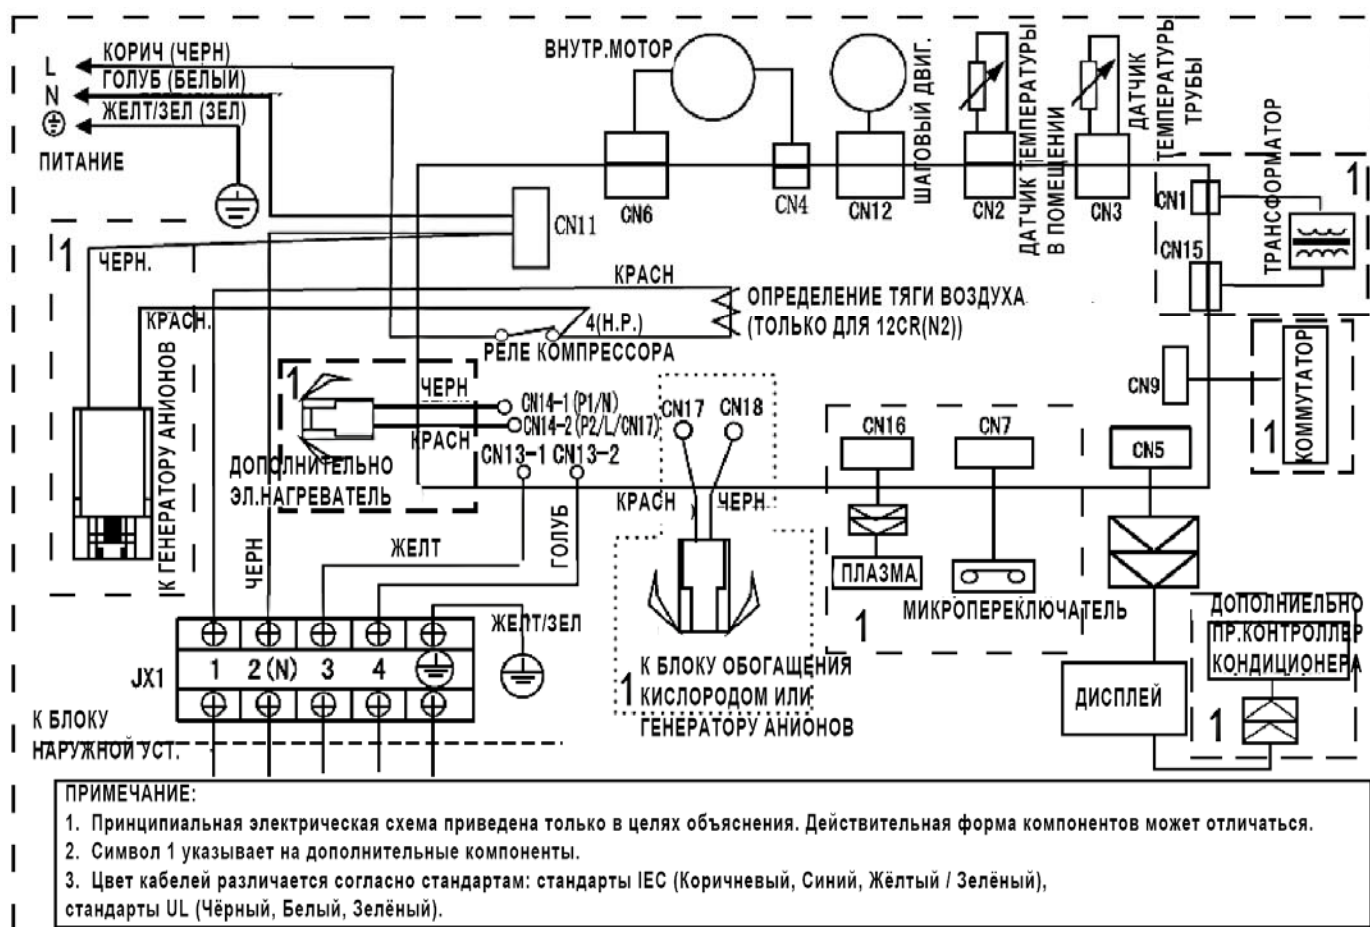 L
КОРИЧ (ЧЕРН)
N
ГОЛУБ (БЕЛЫЙ)
ЖЕЛТ/ЗЕЛ (ЗЕЛ)
ПИТАНИЕ
ВНУТР.МОТОР
CN6
CN4
CN12
ШАГОВЫЙ ДВИГ.
CN2
ДАТЧИК ТЕМПЕРАТУРЫ
В ПОМЕЩЕНИИ
CN3
ДАТЧИК
ТЕМПЕРАТУРЫ
ТРУБЫ
1
CN1
CN15
ТРАНСФОРМАТОР
CN11
1
ЧЕРН.
КРАСН.
К ГЕНЕРАТОРУ АНИОНОВ
КРАСН
ОПРЕДЕЛЕНИЕ ТЯГИ ВОЗДУХА
(ТОЛЬКО ДЛЯ 12CR(N2))
4(Н.Р.)
РЕЛЕ КОМПРЕССОРА
1
ЧЕРН
КРАСН
CN14-1(P1/N)
CN14-2(P2/L/CN17)
ДОПОЛНИТЕЛЬНО
ЭЛ.НАГРЕВАТЕЛЬ
CN13-1 CN13-2
CN17
CN18
КРАСН
ЧЕРН
CN16
CN7
CN5
CN9
1
КОММУТАТОР
ЧЕРН
ЖЕЛТ
ГОЛУБ
ПЛАЗМА
1
МИКРОПЕРЕКЛЮЧАТЕЛЬ
ЖЕЛТ/ЗЕЛ
JX1
1
2(N)
3
4
1
К БЛОКУ ОБОГАЩЕНИЯ
КИСЛОРОДОМ ИЛИ
ГЕНЕРАТОРУ АНИОНОВ
ДИСПЛЕЙ
ДОПОЛНИЕЛЬНО
ПР.КОНТРОЛЛЕР
КОНДИЦИОНЕРА
1
К БЛОКУ
НАРУЖНОЙ УСТ.
ПРИМЕЧАНИЕ:
1. Принципиальная электрическая схема приведена только в целях объяснения. Действительная форма компонентов может отличаться.
2. Символ 1 указывает на дополнительные компоненты.
3. Цвет кабелей различается согласно стандартам: стандарты IEC (Коричневый, Синий, Жёлтый / Зелёный),
стандарты UL (Чёрный, Белый, Зелёный).